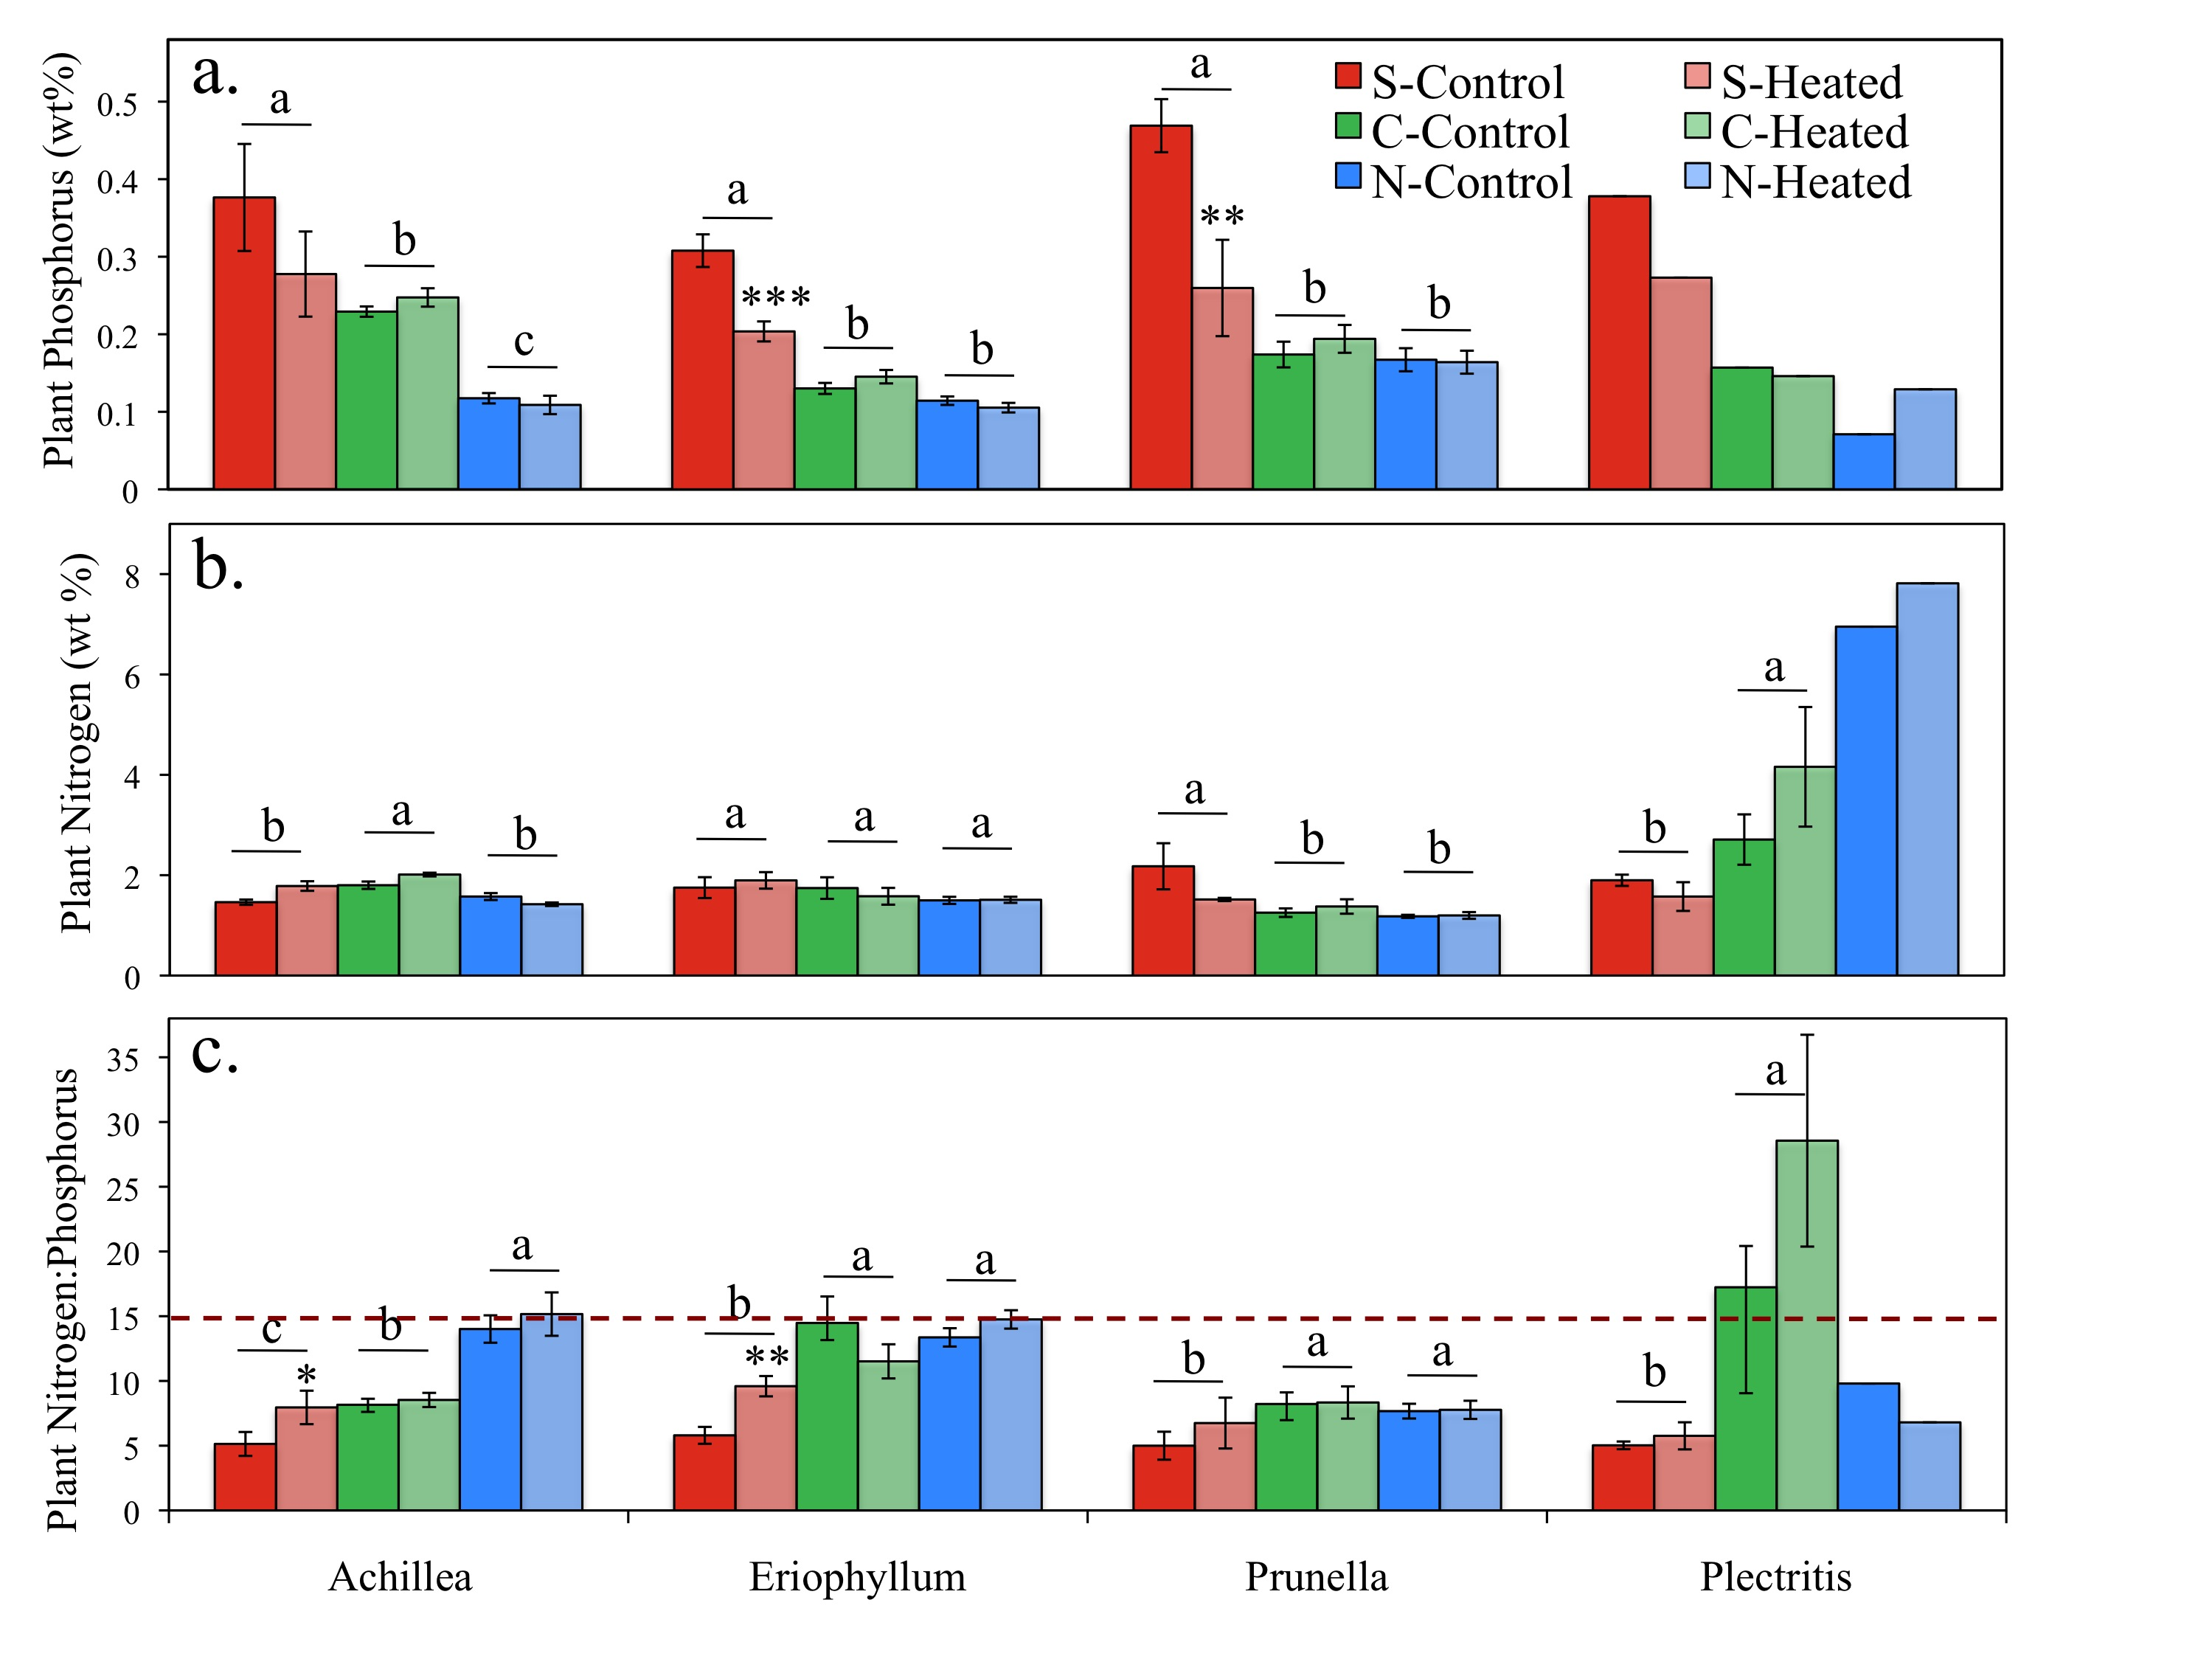 a.
S-Control S-Heated
C-Control C-Heated
N-Control N-Heated
Plant Phosphorus (wt%)
0.5
0.4
0.3
0.2
0.1
0
a b c
a *** b b
a ** b b
b.
Plant Nitrogen (wt %)
8
6
4
2
0
b a b
a a a
a b b
b a
c.
Plant Nitrogen:Phosphorus
35
30
25
20
15
10
5
0
c * b a
b ** a a
b a a
b a
Achillea Eriophyllum Prunella Plectritis